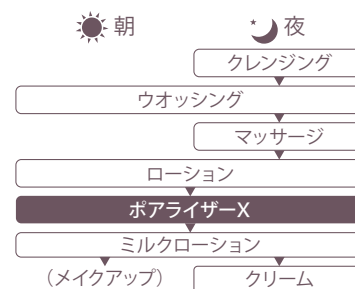 朝 夜
クレンジング
ウオッシング
マッサージ
ローション
ポアライザーX
ミルクローション
(メイクアップ) クリーム